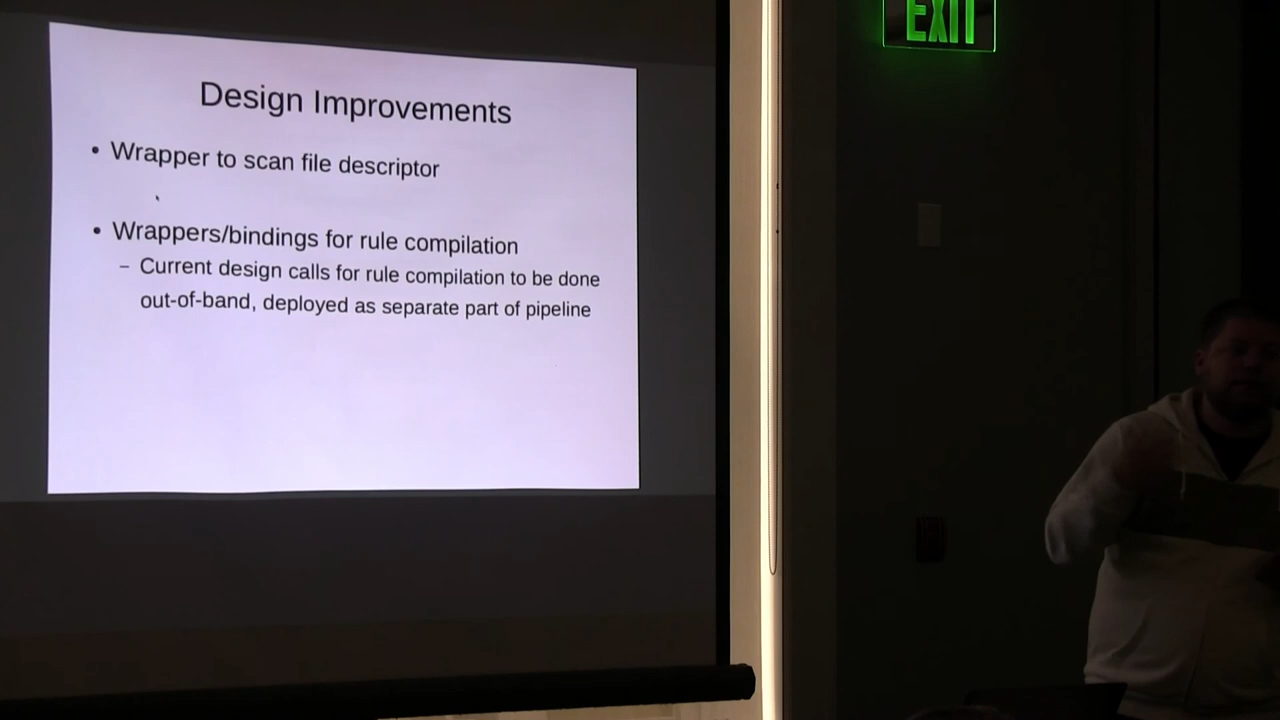 Design Improvements
• Wrapper to scan file descriptor
• Wrappers/bindings for rule compilation
– Current design calls for rule compilation to be done
out-of-band, deployed as separate part of pipeline
EXIT